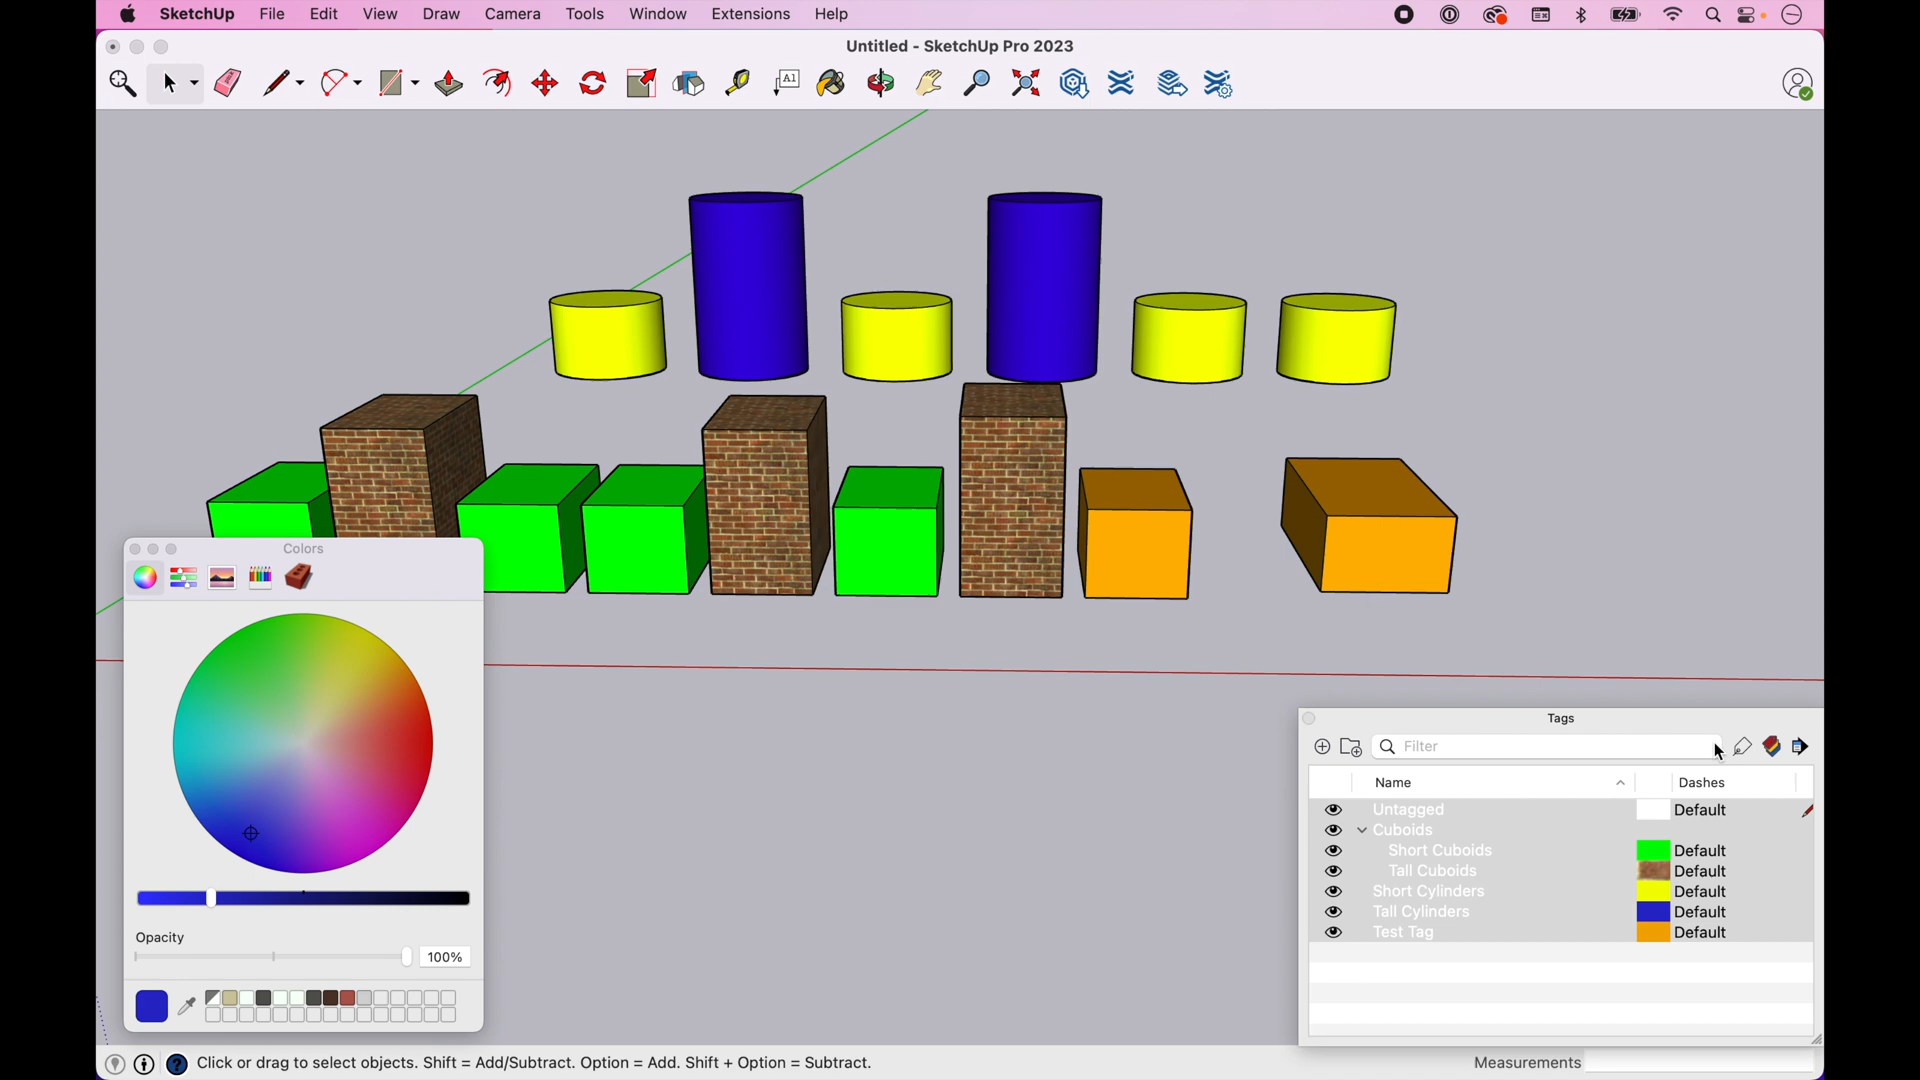 SketchUp File Edit View Draw Camera Tools Window Extensions Help
Untitled - SketchUp Pro 2023
A1
Colors
Opacity
100%
Tags
Filter
Name Dashes
Untagged Default
Cuboids
Short Cuboids Default
Tall Cuboids Default
Short Cylinders Default
Tall Cylinders Default
Test Tag Default
Click or drag to select objects. Shift = Add/Subtract. Option = Add. Shift + Option = Subtract.
Measurements